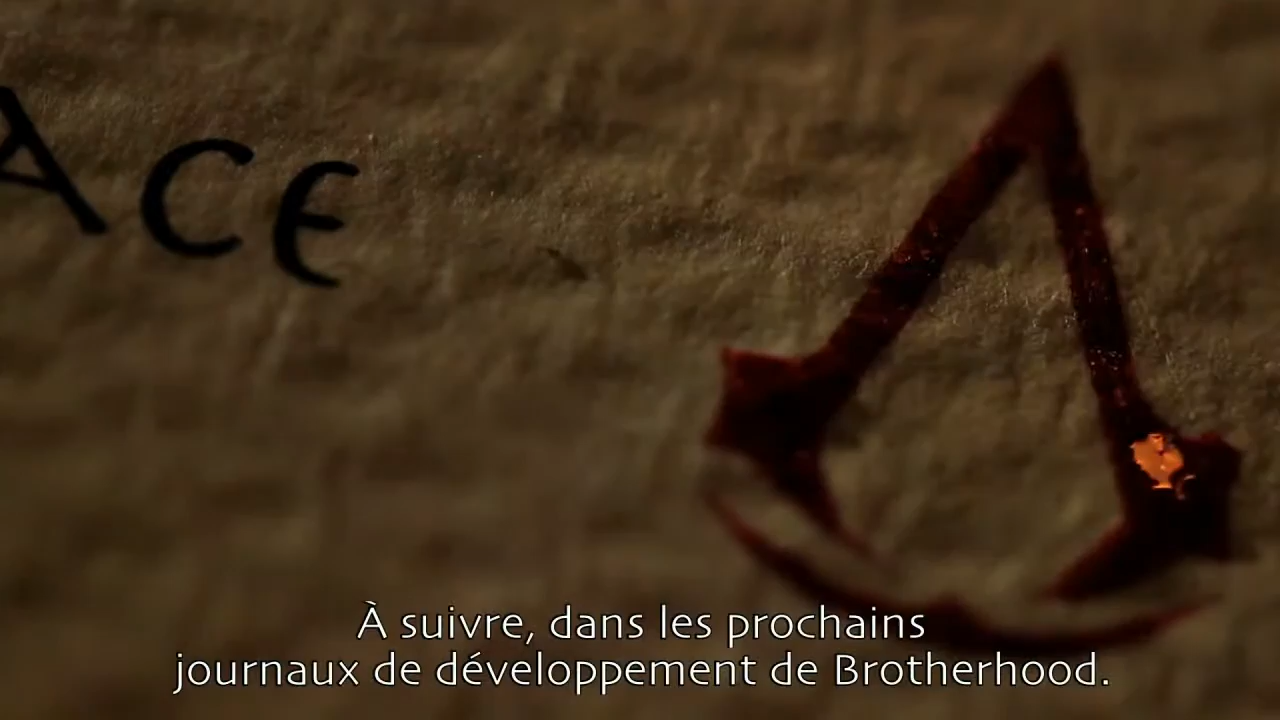 ACE
À suivre, dans les prochains
journaux de développement de Brotherhood.